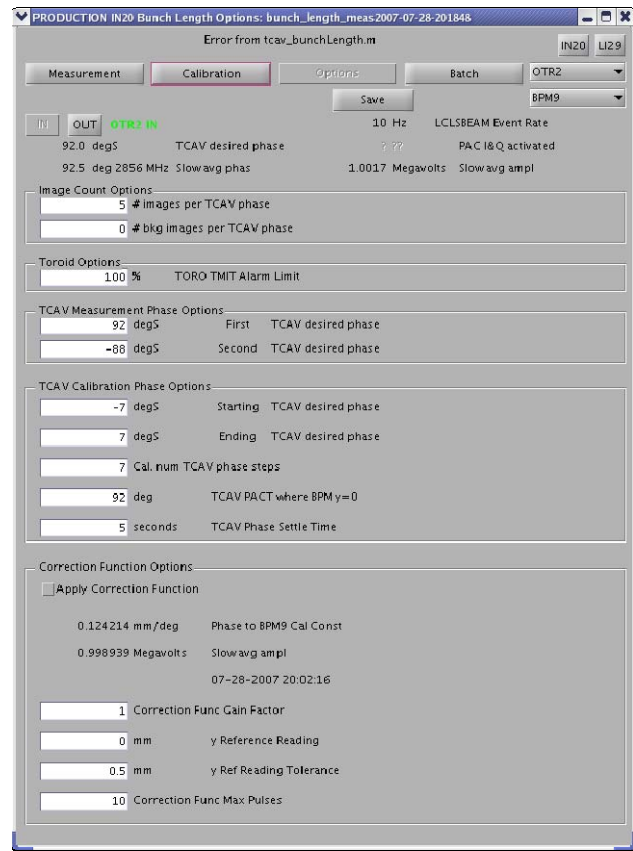 PRODUCTION IN20 Bunch Length Options: bunch_length_meas2007-07-28-201848
Error from tcav_bunchLength.m
IN20 LI29
Measurement Calibration Options Batch OTR2
Save BPM9
IN OUT OTR2 IN 10 Hz LCLSBEAM Event Rate
92.0 degS TCAV desired phase ? ?? PAC I&Q activated
92.5 deg 2856 MHz Slow avg phas 1.0017 Megavolts Slow avg ampl
Image Count Options
5 # images per TCAV phase
0 # bkg images per TCAV phase
Toroid Options
100 % TORO TMIT Alarm Limit
TCAV Measurement Phase Options
92 degS First TCAV desired phase
-88 degS Second TCAV desired phase
TCAV Calibration Phase Options
-7 degS Starting TCAV desired phase
7 degS Ending TCAV desired phase
7 Cal. num TCAV phase steps
92 deg TCAV PACT where BPM y=0
5 seconds TCAV Phase Settle Time
Correction Function Options
Apply Correction Function
0.124214 mm/deg Phase to BPM9 Cal Const
0.998939 Megavolts Slow avg ampl
07-28-2007 20:02:16
1 Correction Func Gain Factor
0 mm y Reference Reading
0.5 mm y Ref Reading Tolerance
10 Correction Func Max Pulses